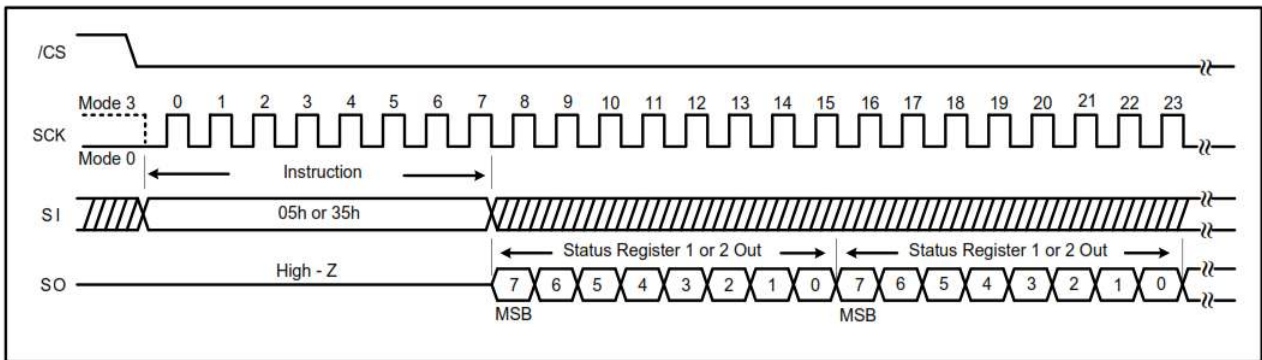 /CS
Mode 3 0 1 2 3 4 5 6 7 8 9 10 11 12 13 14 15 16 17 18 19 20 21 22 23
SCK
Mode 0
Instruction
SI 05h or 35h
Status Register 1 or 2 Out Status Register 1 or 2 Out
High - Z
SO 7 6 5 4 3 2 1 0 7 6 5 4 3 2 1 0
MSB MSB